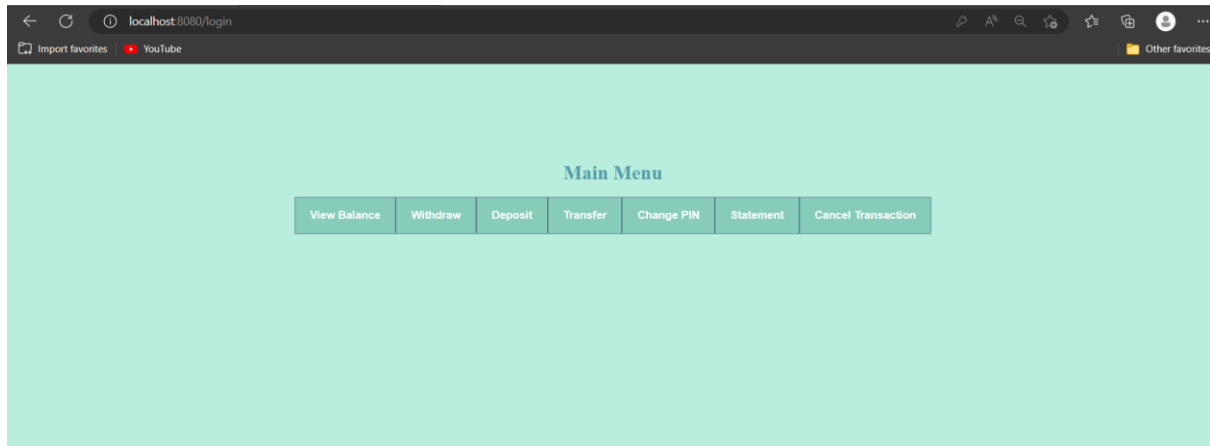 localhost:8080/login
Import favorites YouTube Other favorites
Main Menu
View Balance Withdraw Deposit Transfer Change PIN Statement Cancel Transaction